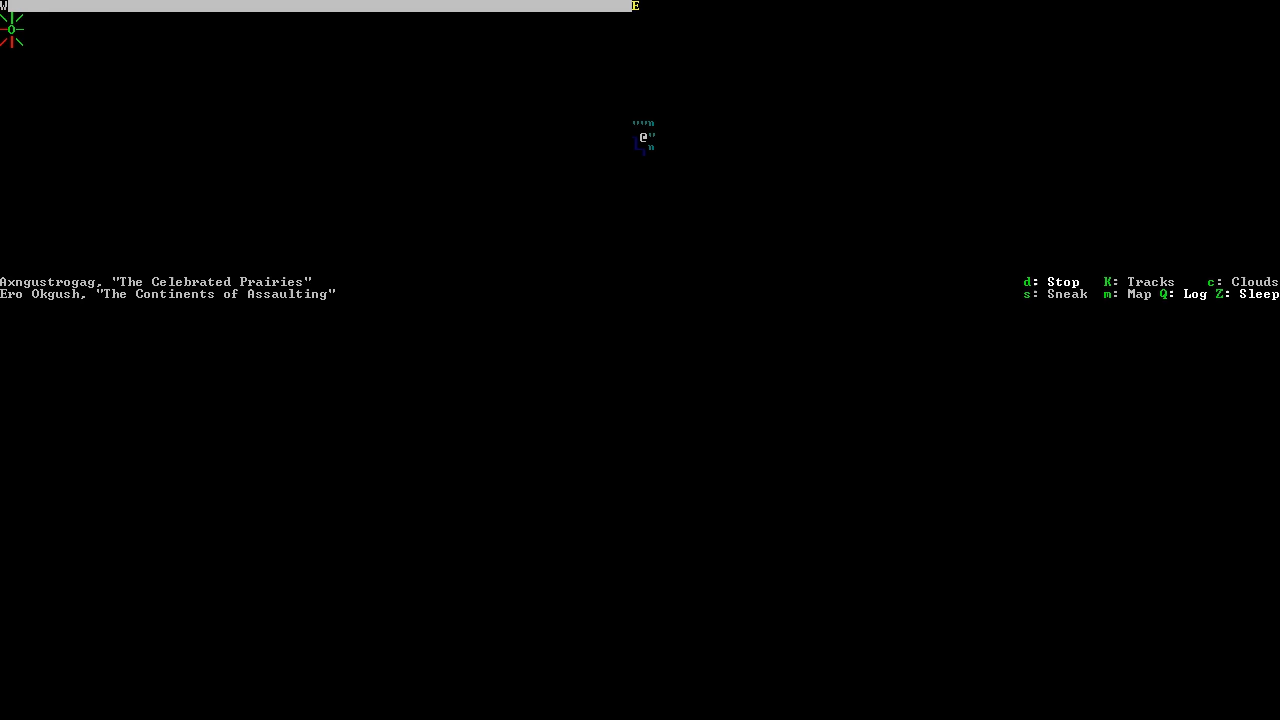 W E
Axngustrogag, "The Celebrated Prairies"
Ero Okgush, "The Continents of Assaulting"
d: Stop K: Tracks c: Clouds
s: Sneak m: Map Q: Log Z: Sleep